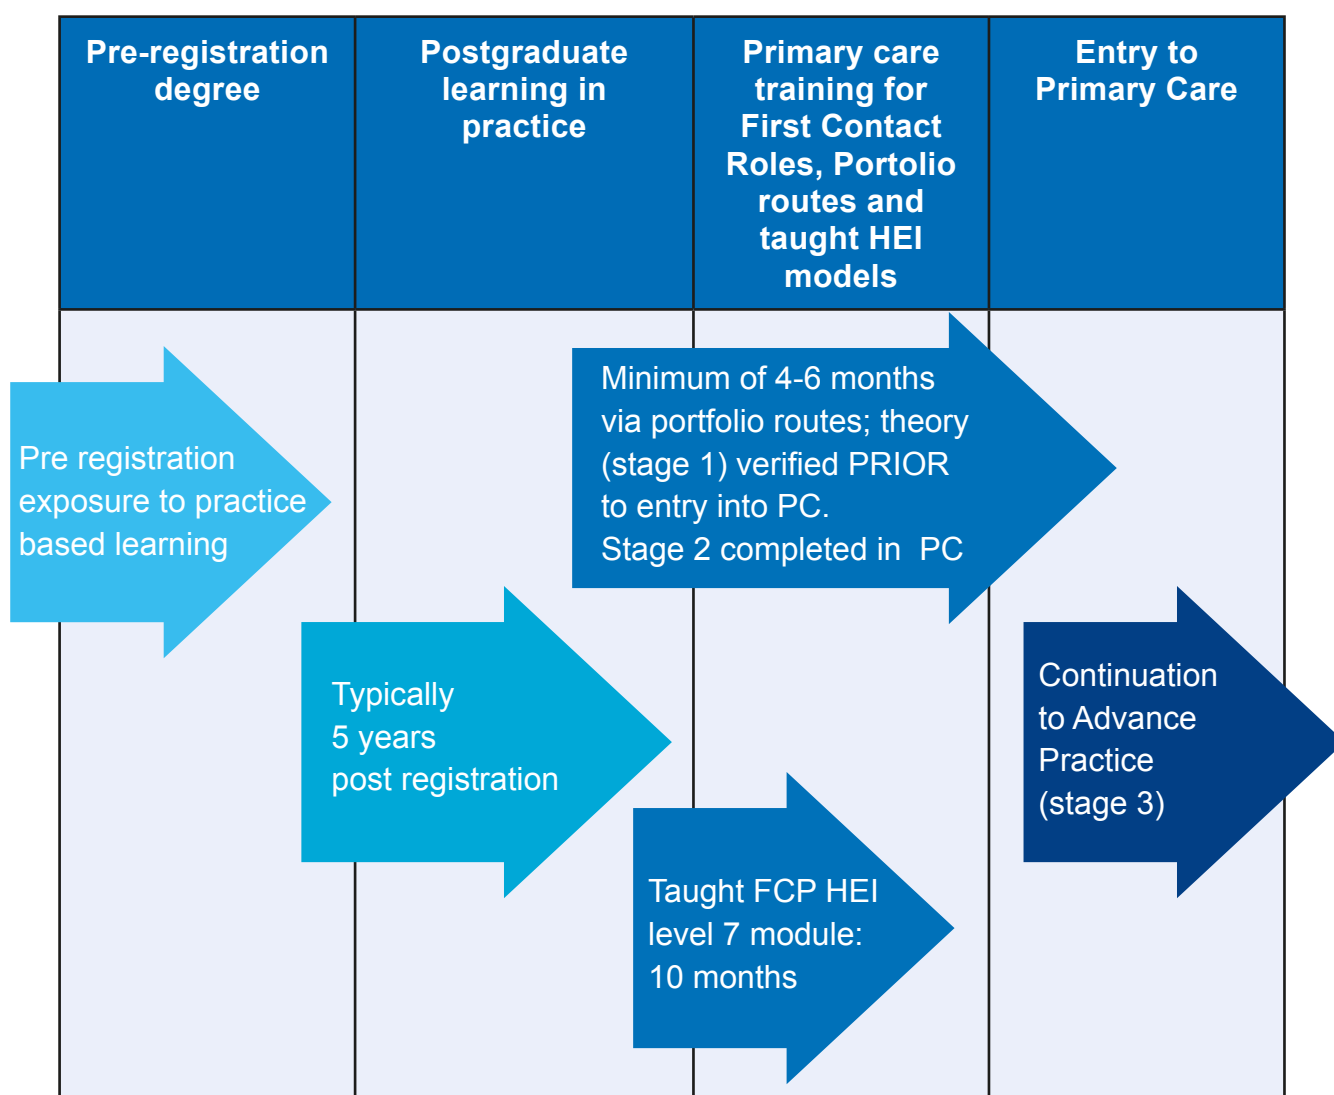 Pre-registration
degree
Postgraduate
learning in
practice
Primary care
training for
First Contact
Roles, Portolio
routes and
taught HEI
models
Entry to
Primary Care
Pre registration
exposure to practice
based learning
Minimum of 4-6 months
via portfolio routes; theory
(stage 1) verified PRIOR
to entry into PC.
Stage 2 completed in PC
Typically
5 years
post registration
Continuation
to Advance
Practice
(stage 3)
Taught FCP HEI
level 7 module:
10 months